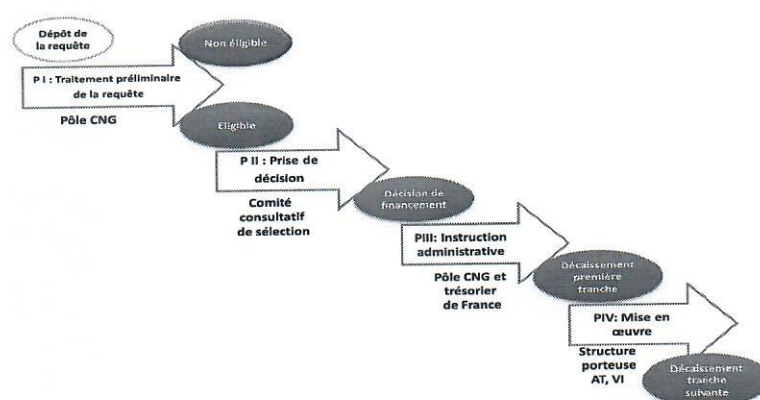 Dépôt de
la requête
Non éligible
P I : Traitement préliminaire
de la requête
Pôle CNG
Eligible
P II : Prise de
décision
Comité
consultatif
de sélection
Décision de
financement
PIII: Instruction
administrative
Pôle CNG et
trésorier
de France
Décaissement
première
tranche
PIV: Mise en
œuvre
Structure
porteuse
AT, VI
Décaissement
tranche
suivante